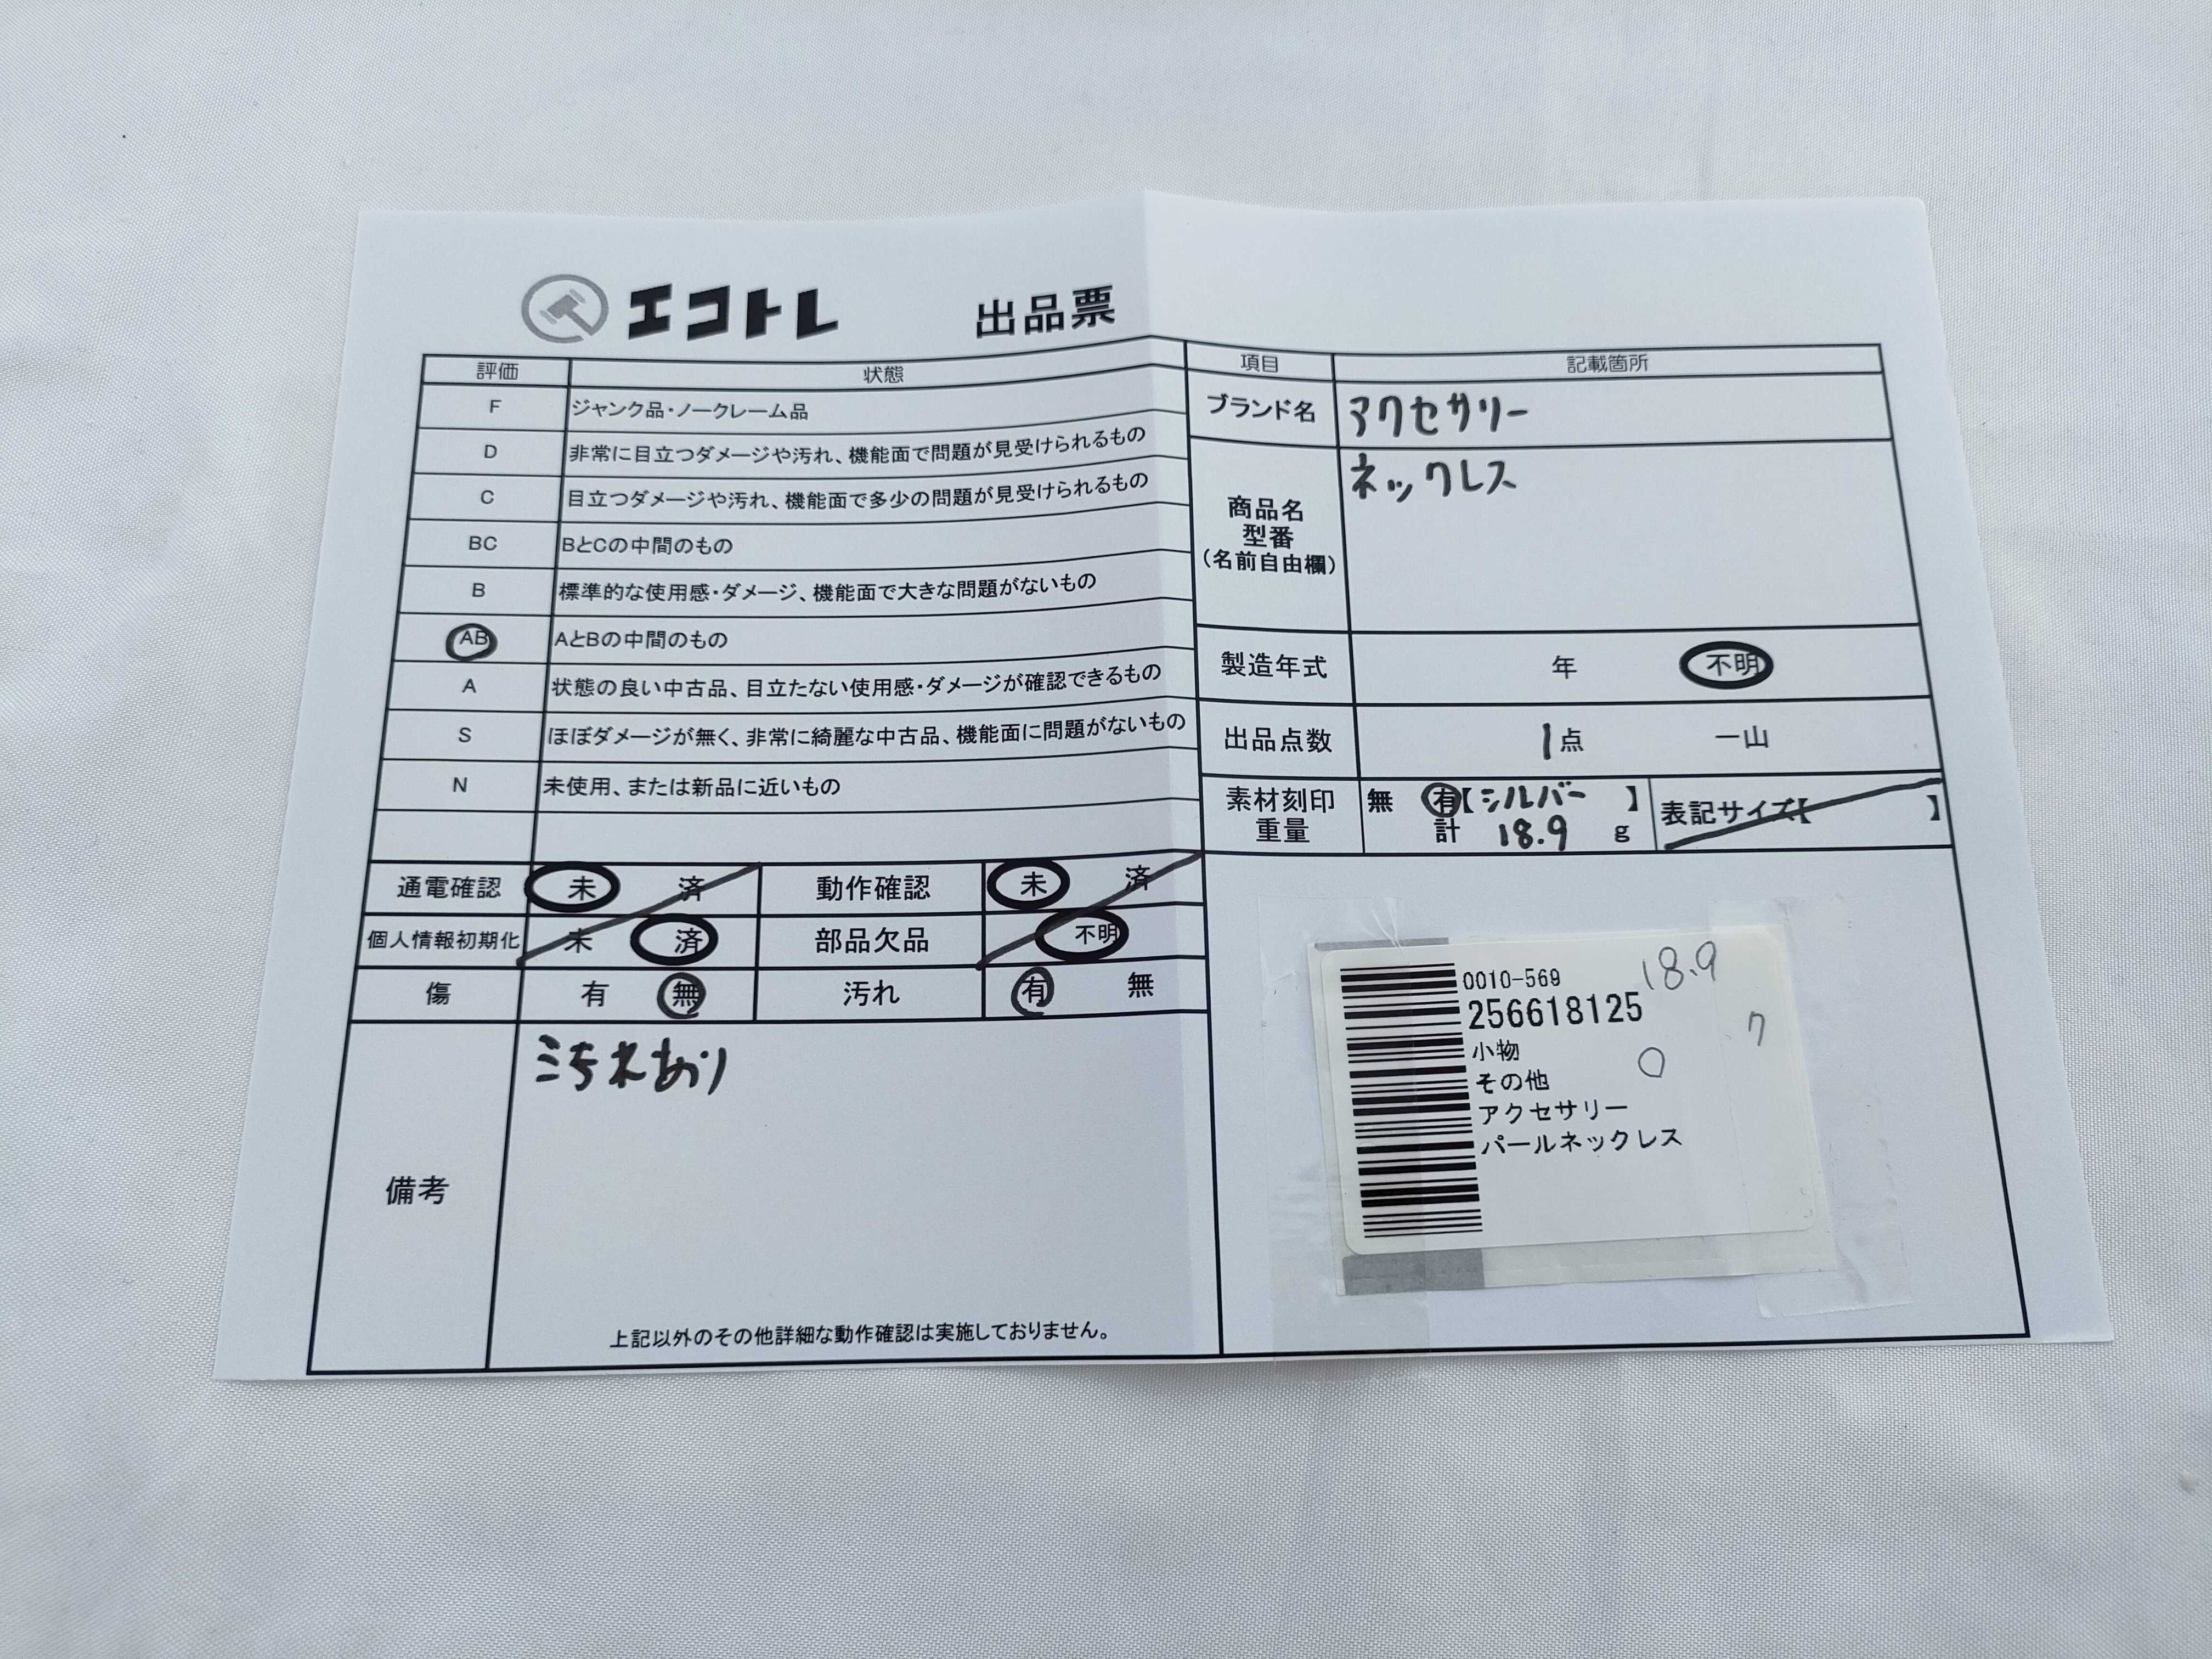 エコトレ 出品票
評価 状態
F ジャンク品・ノークレーム品
D 非常に目立つダメージや汚れ、機能面で問題が見受けられるもの
C 目立つダメージや汚れ、機能面で多少の問題が見受けられるもの
BC BとCの中間のもの
B 標準的な使用感・ダメージ、機能面で大きな問題がないもの
AB AとBの中間のもの
A 状態の良い中古品、目立たない使用感・ダメージが確認できるもの
S ほぼダメージが無く、非常に綺麗な中古品、機能面に問題がないもの
N 未使用、または新品に近いもの
項目 記載箇所
ブランド名 アクセサリー
商品名
型番
(名前自由欄)
ネックレス
製造年式 年 不明
出品点数 1点 一山
素材刻印 無 有【シルバー 】
重量 計 18.9 g
表記サイズ【 】
通電確認 未 済 動作確認 未 済
個人情報初期化 未 済 部品欠品 不明
傷 有 無 汚れ 有 無
備考
上記以外のその他詳細な動作確認は実施しておりません。
0010-569
18.9
256618125
ク
小物
その他
アクセサリー
パールネックレス